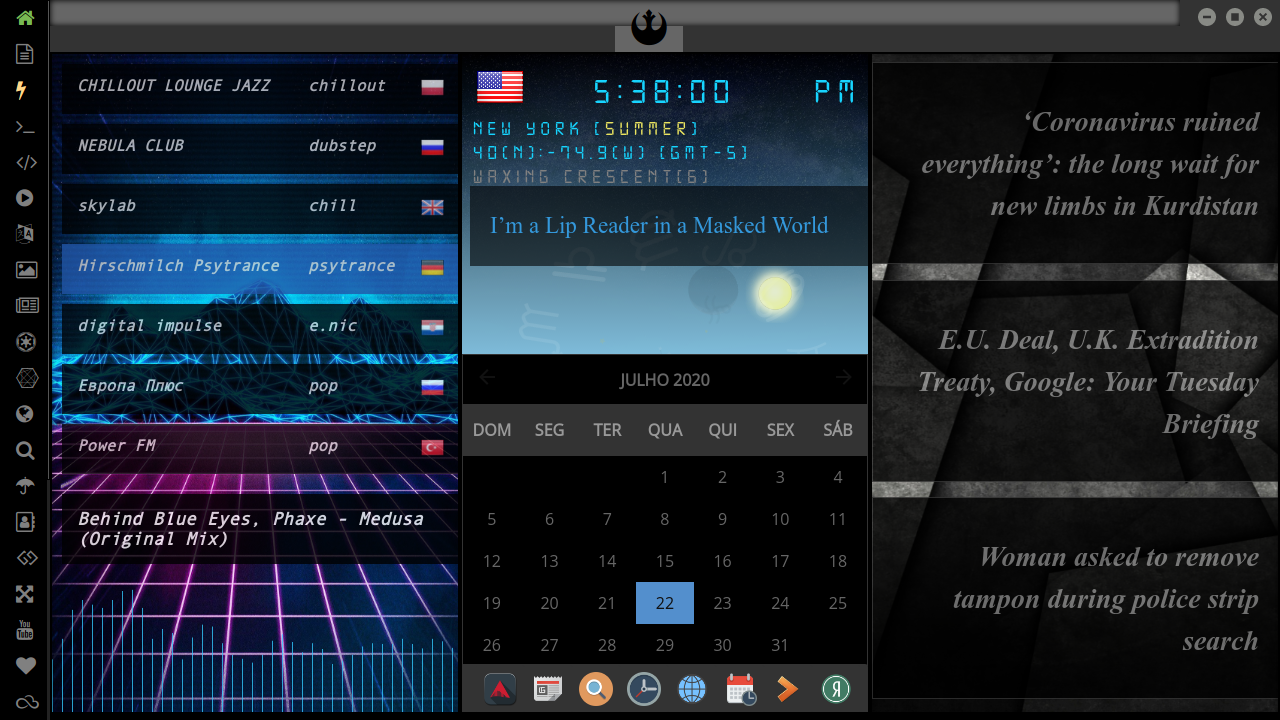 CHILLOUT LOUNGE JAZZ chillout
NEBULA CLUB dubstep
skylab chill
Hirschmilch Psytrance psytrance
digital impulse e.nic
Европа Плюс pop
Power FM pop
Behind Blue Eyes, Phaxe - Medusa
(Original Mix)
You
Tube
5:38:00 PM
NEW YORK (SUMMER)
40(N):-74.9(W) (GMT-5)
WAXING CRESCENT(6)
I’m a Lip Reader in a Masked World
JULHO 2020
DOM SEG TER QUA QUI SEX SÁB
1 2 3 4
5 6 7 8 9 10 11
12 13 14 15 16 17 18
19 20 21 22 23 24 25
26 27 28 29 30 31
Я
‘Coronavirus ruined
everything’: the long wait for
new limbs in Kurdistan
E.U. Deal, U.K. Extradition
Treaty, Google: Your Tuesday
Briefing
Woman asked to remove
tampon during police strip
search